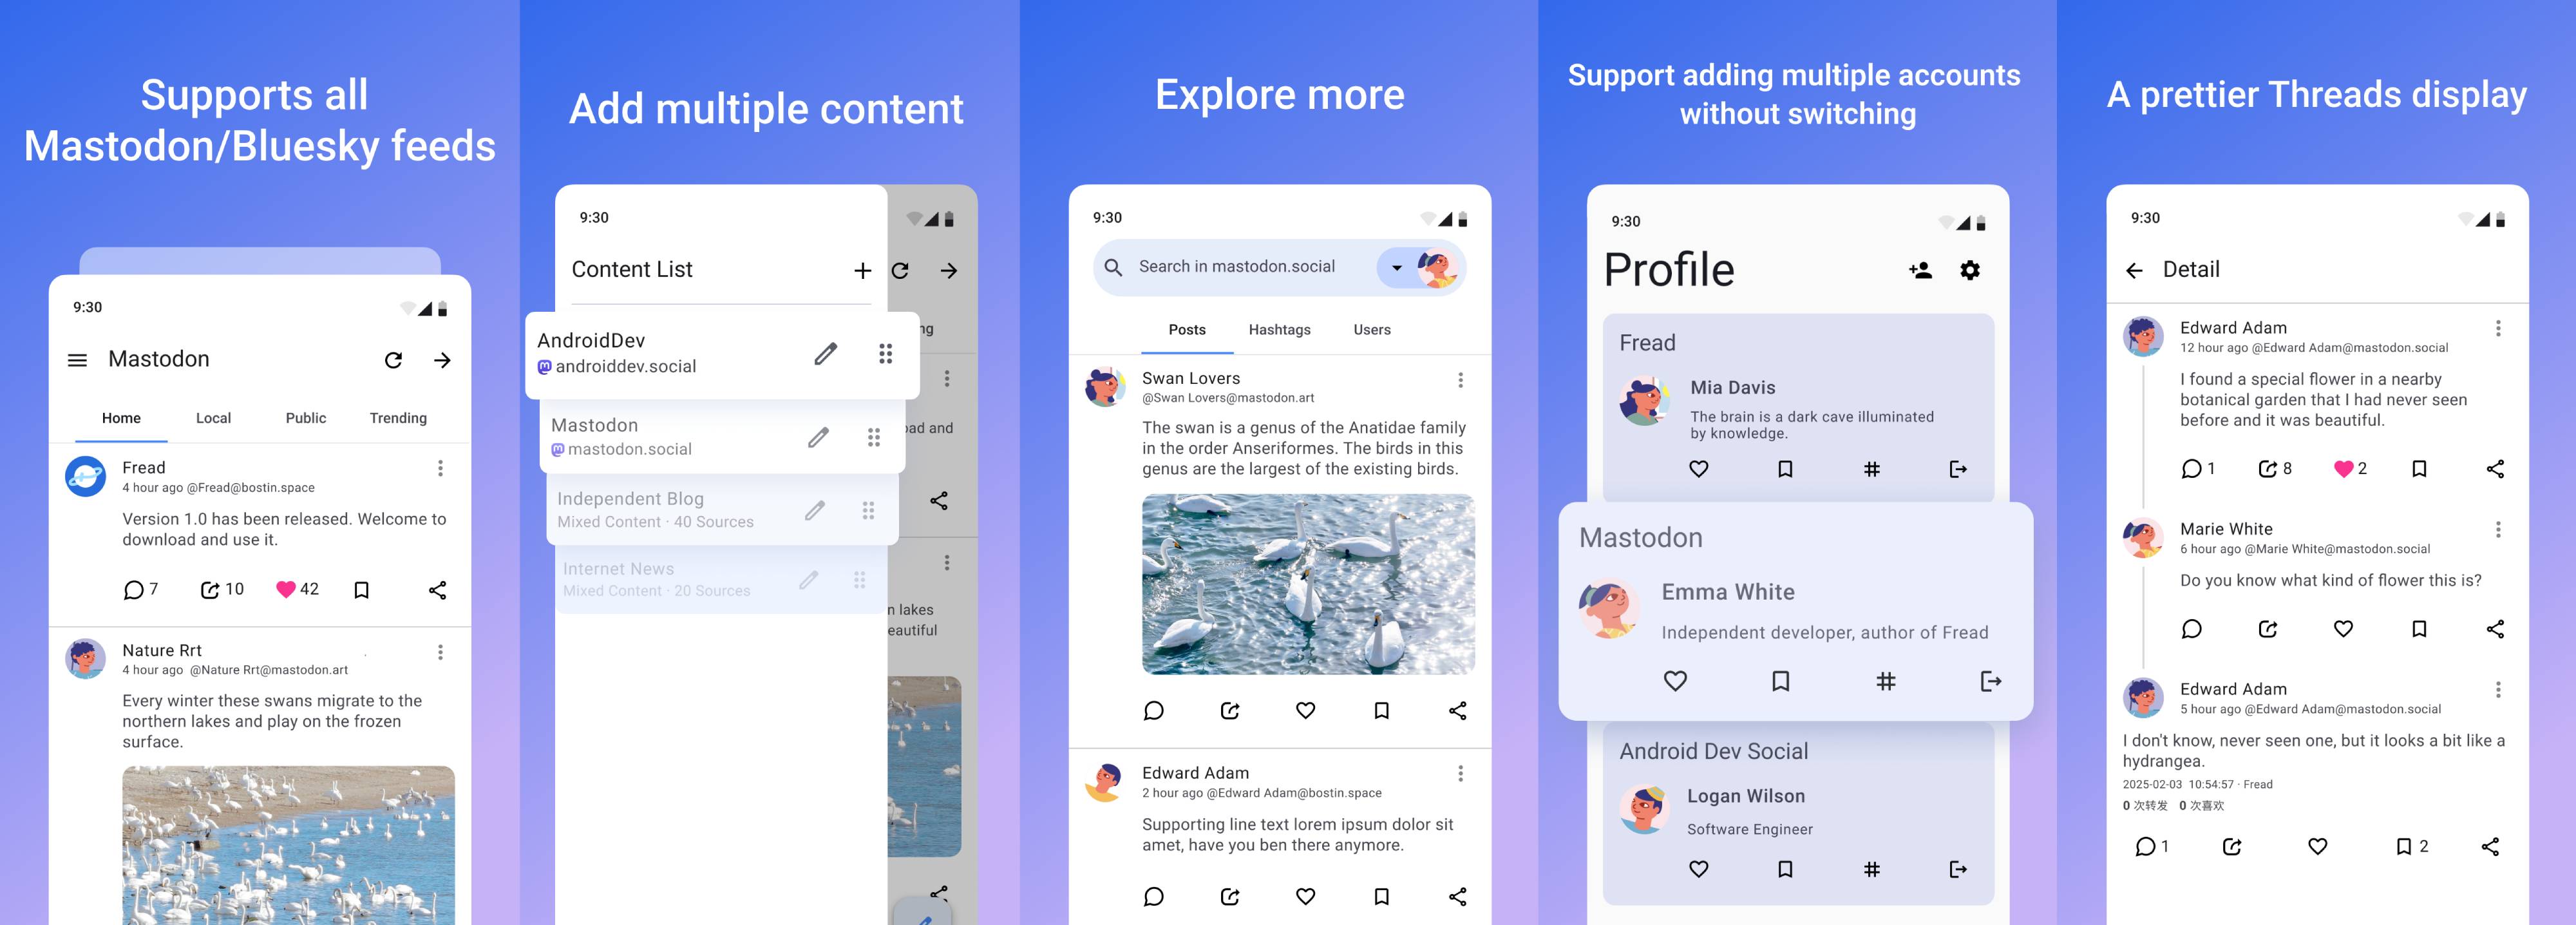 Supports all
Mastodon/Bluesky feeds
9:30
Mastodon
Home Local Public Trending
Fread
4 hour ago @Fread@bostin.space
Version 1.0 has been released. Welcome to
download and use it.
7 10 42
Nature Rrt
4 hour ago @Nature Rrt@mastodon.art
Every winter these swans migrate to the
northern lakes and play on the frozen
surface.
Add multiple content
9:30
Content List
ng
AndroidDev
androiddev.social
Mastodon
mastodon.social
ad and
Independent Blog
Mixed Content · 40 Sources
Internet News
Mixed Content · 20 Sources
n lakes
eautiful
Explore more
9:30
Search in mastodon.social
Posts Hashtags Users
Swan Lovers
@Swan Lovers@mastodon.art
The swan is a genus of the Anatidae family
in the order Anseriformes. The birds in this
genus are the largest of the existing birds.
Edward Adam
2 hour ago @Edward Adam@bostin.space
Supporting line text lorem ipsum dolor sit
amet, have you ben there anymore.
Support adding multiple accounts
without switching
9:30
Profile
Fread
Mia Davis
The brain is a dark cave illuminated
by knowledge.
Mastodon
Emma White
Independent developer, author of Fread
Android Dev Social
Logan Wilson
Software Engineer
A prettier Threads display
9:30
Detail
Edward Adam
12 hour ago @Edward Adam@mastodon.social
I found a special flower in a nearby
botanical garden that I had never seen
before and it was beautiful.
1 8 2
Marie White
6 hour ago @Marie White@mastodon.social
Do you know what kind of flower this is?
Edward Adam
5 hour ago @Edward Adam@mastodon.social
I don't know, never seen one, but it looks a bit like a
hydrangea.
2025-02-03 10:54:57 · Fread
0 次转发 0 次喜欢
1 2